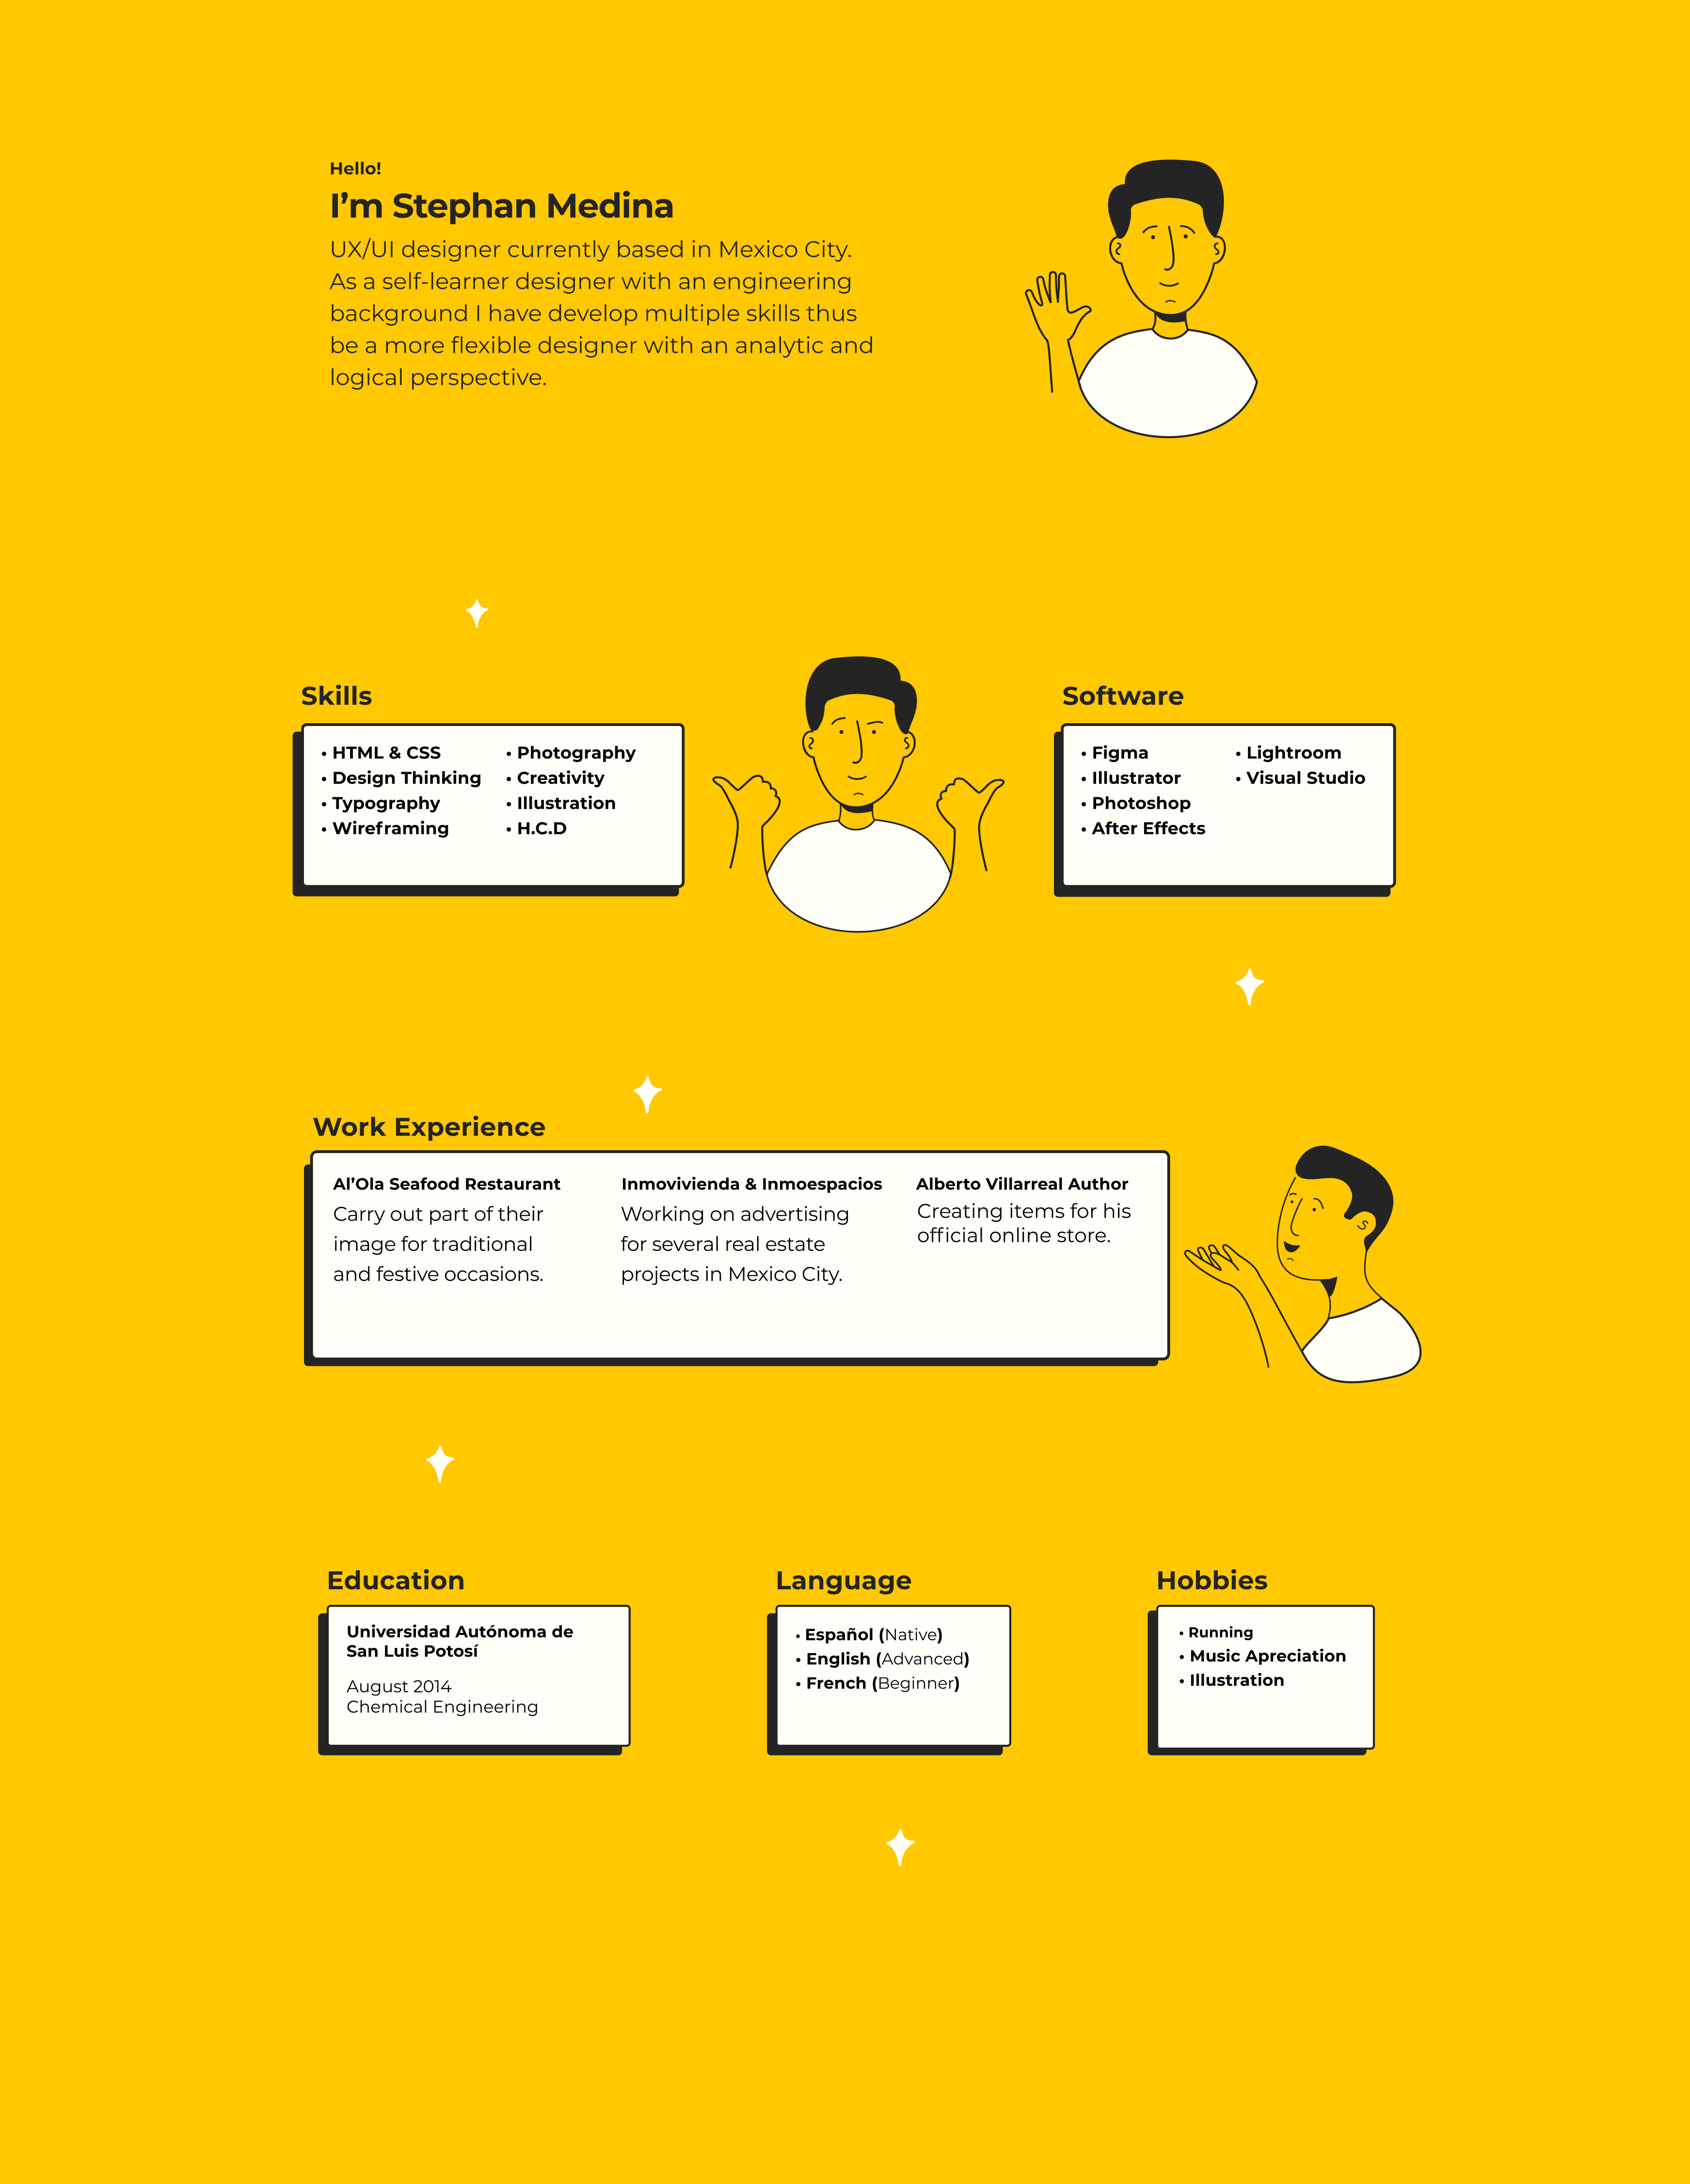 Hello!
I’m Stephan Medina
UX/UI designer currently based in Mexico City.
As a self-learner designer with an engineering
background I have develop multiple skills thus
be a more flexible designer with an analytic and
logical perspective.
Skills
• HTML & CSS
• Design Thinking
• Typography
• Wireframing
• Photography
• Creativity
• Illustration
• H.C.D
Software
• Figma
• Illustrator
• Photoshop
• After Effects
• Lightroom
• Visual Studio
Work Experience
Al’Ola Seafood Restaurant
Carry out part of their
image for traditional
and festive occasions.
Inmovivienda & Inmoespacios
Working on advertising
for several real estate
projects in Mexico City.
Alberto Villarreal Author
Creating items for his
official online store.
Education
Universidad Autónoma de
San Luis Potosí
August 2014
Chemical Engineering
Language
• Español (Native)
• English (Advanced)
• French (Beginner)
Hobbies
• Running
• Music Apreciation
• Illustration